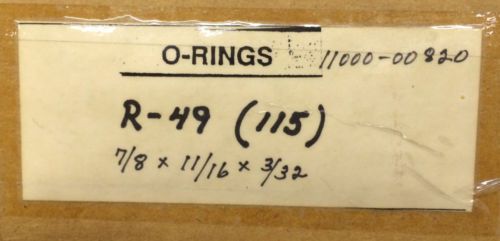 O-RINGS 11000-00820
R-49 (115)
7/8 x 11/16 x 3/32